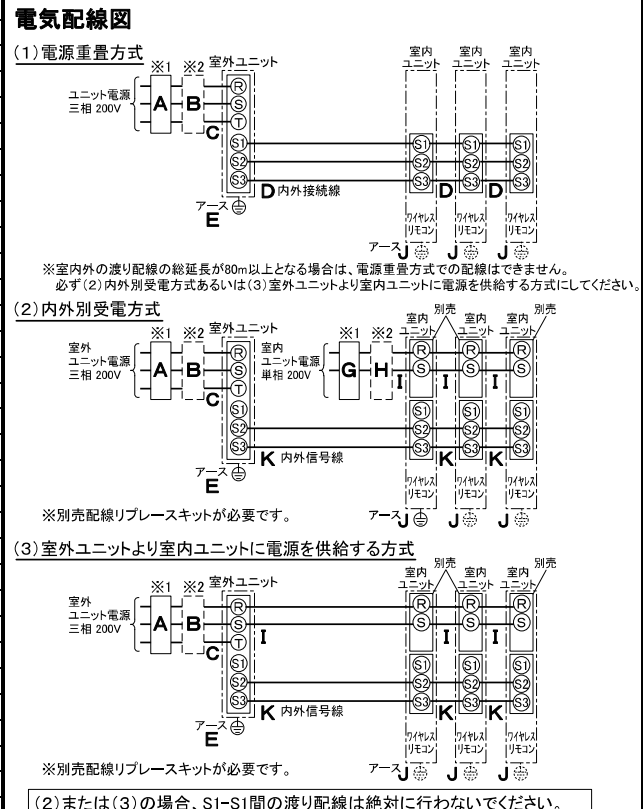 電気配線図
(1)電源重畳方式
※1 ※2 室外ユニット
室内ユニット 室内ユニット 室内ユニット
ユニット電源
三相 200V
A B C
R
S
T
S1 S1 S1 S1
S2 S2 S2 S2
S3 S3 D S3 D S3
D 内外接続線
アース
E
ワイヤレスリモコン ワイヤレスリモコン ワイヤレスリモコン
アース J J J
※室内外の渡り配線の総延長が80m以上となる場合は、電源重畳方式での配線はできません。
必ず(2)内外別受電方式あるいは(3)室外ユニットより室内ユニットに電源を供給する方式にしてください。
(2)内外別受電方式
別売 別売
※1 ※2 室外ユニット ※1 ※2 室内ユニット 室内ユニット 室内ユニット
室外
ユニット電源
三相 200V
A B C
室内
ユニット電源
単相 200V
G H I I I
R R R R
S S S S
T
S1 S1 S1 S1
S2 S2 S2 S2
S3 S3 K S3 K S3
K 内外信号線
アース
E
ワイヤレスリモコン ワイヤレスリモコン ワイヤレスリモコン
※別売配線リプレースキットが必要です。
アース J J J
(3)室外ユニットより室内ユニットに電源を供給する方式
別売 別売
※1 ※2 室外ユニット 室内ユニット 室内ユニット 室内ユニット
室外
ユニット電源
三相 200V
A B C
R R R R
S I S I S I S
T
S1 S1 S1 S1
S2 S2 S2 S2
S3 S3 K S3 K S3
K 内外信号線
アース
E
ワイヤレスリモコン ワイヤレスリモコン ワイヤレスリモコン
※別売配線リプレースキットが必要です。
アース J J J
(2)または(3)の場合、S1-S1間の渡り配線は絶対に行わないでください。